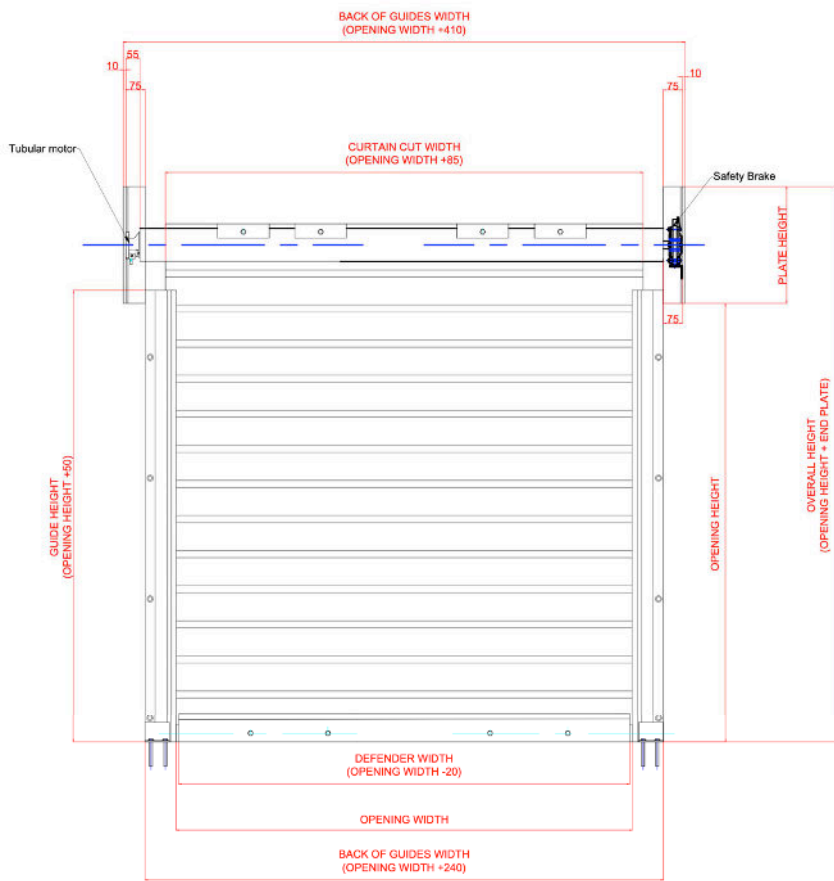 BACK OF GUIDES WIDTH
(OPENING WIDTH +410)
55
10
75
75
10
CURTAIN CUT WIDTH
(OPENING WIDTH +85)
Tubular motor
Safety Brake
PLATE HEIGHT
75
GUIDE HEIGHT
(OPENING HEIGHT +50)
OPENING HEIGHT
OVERALL HEIGHT
(OPENING HEIGHT + END PLATE)
DEFENDER WIDTH
(OPENING WIDTH -20)
OPENING WIDTH
BACK OF GUIDES WIDTH
(OPENING WIDTH +240)